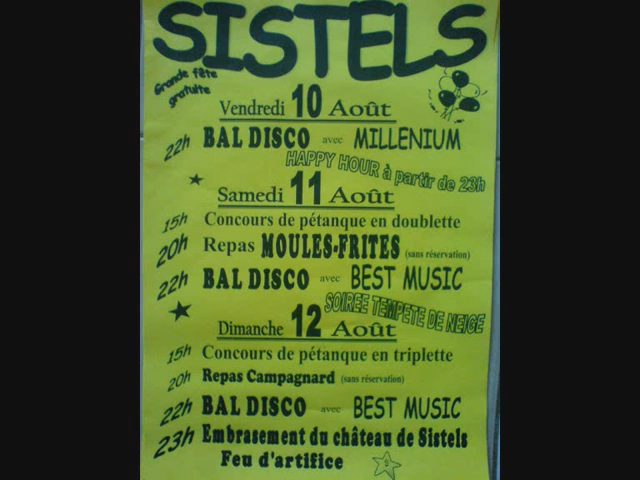 SISTELS
Grande fête
gratuite
Vendredi 10 Août
22h BAL DISCO avec MILLENIUM
HAPPY HOUR à partir de 23h
Samedi 11 Août
15h Concours de pétanque en doublette
20h Repas MOULES-FRITES (sans réservation)
22h BAL DISCO avec BEST MUSIC
SOIREE TEMPETE DE NEIGE
Dimanche 12 Août
15h Concours de pétanque en triplette
20h Repas Campagnard (sans réservation)
22h BAL DISCO avec BEST MUSIC
23h Embrasement du château de Sistels
Feu d'artifice